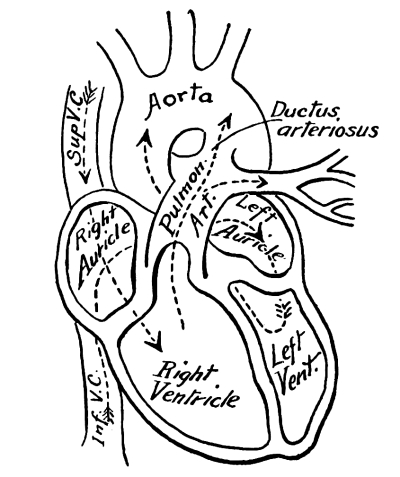 Aorta
Sup V.C.
Ductus
arteriosus
Pulmon.
Art
Right
Auricle
Left
Auricle
Right
Ventricle
Left
Vent.
Inf. V.C.